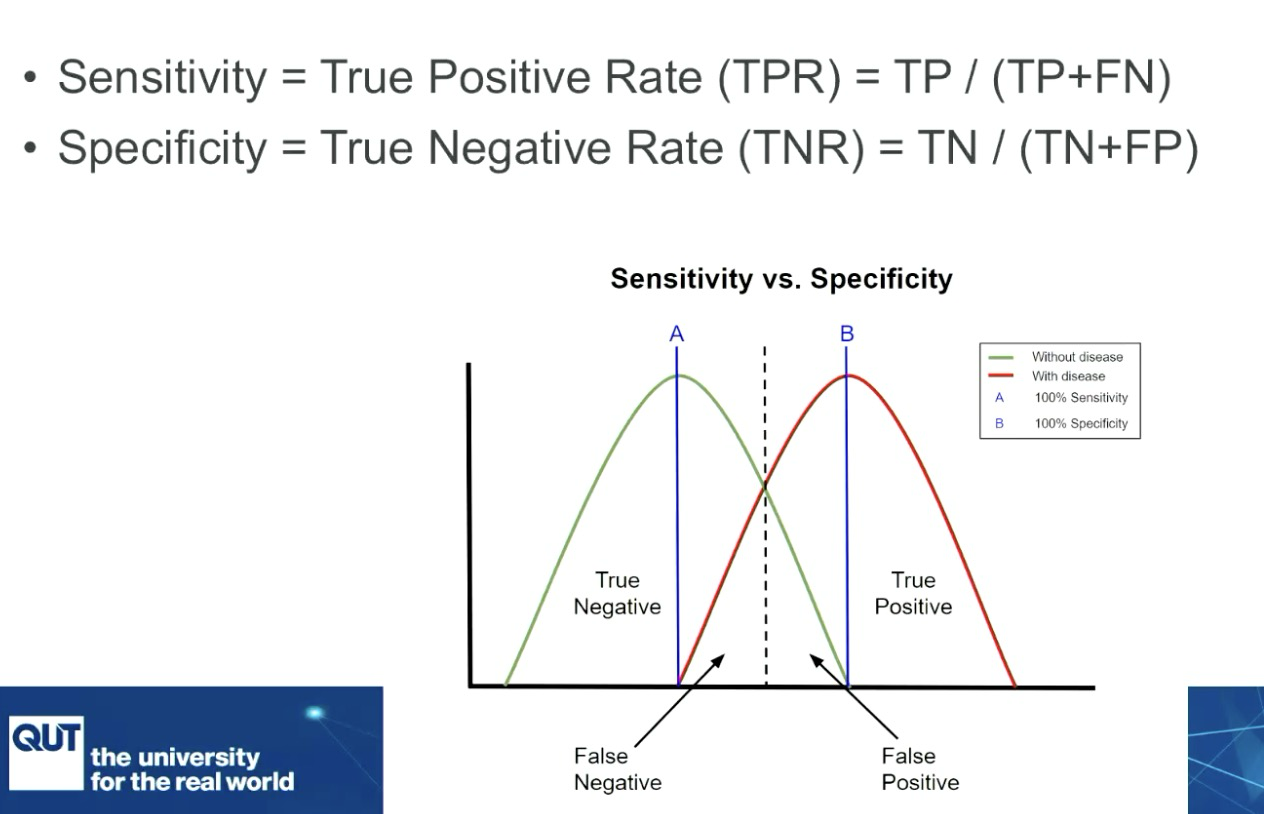 • Sensitivity = True Positive Rate (TPR) = TP / (TP+FN)
• Specificity = True Negative Rate (TNR) = TN / (TN+FP)
Sensitivity vs. Specificity
A
B
Without disease
With disease
A 100% Sensitivity
B 100% Specificity
True
Negative
True
Positive
False
Negative
False
Positive
QUT
the university
for the real world